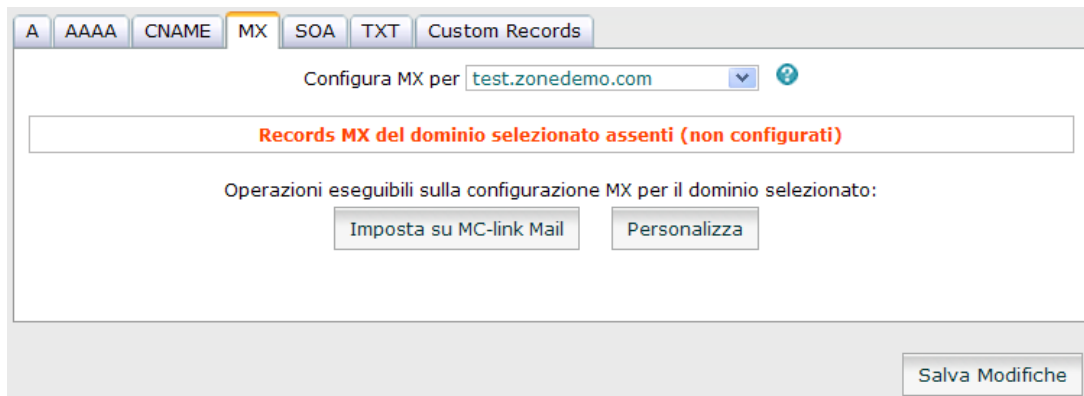 A AAAA CNAME MX SOA TXT Custom Records
Configura MX per test.zonedemo.com ?
Records MX del dominio selezionato assenti (non configurati)
Operazioni eseguibili sulla configurazione MX per il dominio selezionato:
Imposta su MC-link Mail Personalizza
Salva Modifiche